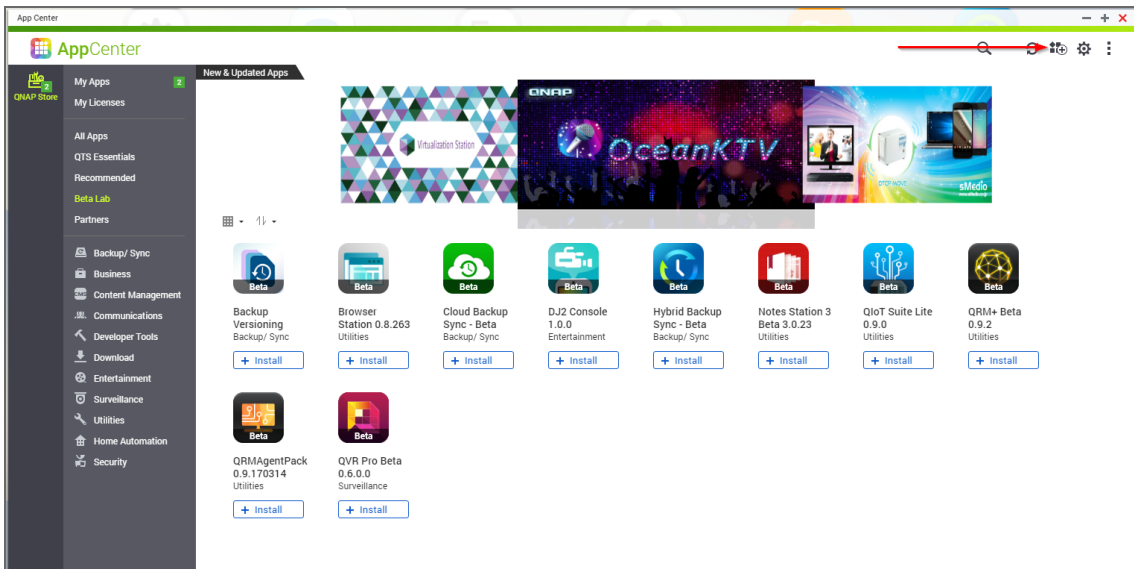 App Center
AppCenter
2
QNAP Store
My Apps 2
My Licenses
All Apps
QTS Essentials
Recommended
Beta Lab
Partners
Backup/ Sync
Business
CMS
Content Management
Communications
Developer Tools
Download
Entertainment
Surveillance
Utilities
Home Automation
Security
New & Updated Apps
Virtualization Station
QNAP
OceanKTV
DTCP MOVE
sMedio
Beta
Backup
Versioning
Backup/ Sync
+ Install
Beta
Browser
Station 0.8.263
Utilities
+ Install
Beta
Cloud Backup
Sync - Beta
Backup/ Sync
+ Install
Beta
DJ2 Console
1.0.0
Entertainment
+ Install
Beta
Hybrid Backup
Sync - Beta
Backup/ Sync
+ Install
Beta
Notes Station 3
Beta 3.0.23
Utilities
+ Install
Beta
QIoT Suite Lite
0.9.0
Utilities
+ Install
Beta
QRM+ Beta
0.9.2
Utilities
+ Install
Beta
QRMAgentPack
0.9.170314
Utilities
+ Install
Beta
QVR Pro Beta
0.6.0.0
Surveillance
+ Install